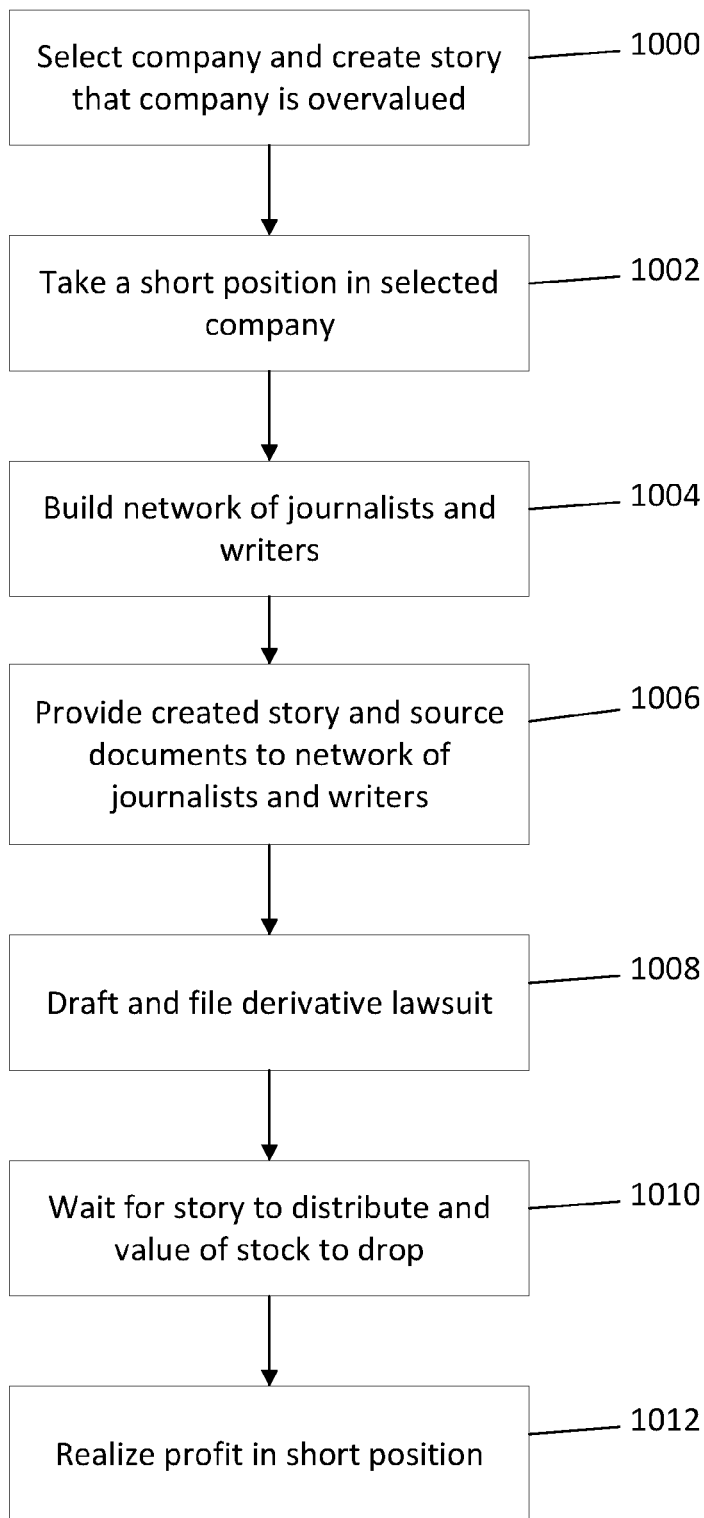 Select company and create story
that company is overvalued
1000
Take a short position in selected
company
1002
Build network of journalists and
writers
1004
Provide created story and source
documents to network of
journalists and writers
1006
Draft and file derivative lawsuit
1008
Wait for story to distribute and
value of stock to drop
1010
Realize profit in short position
1012